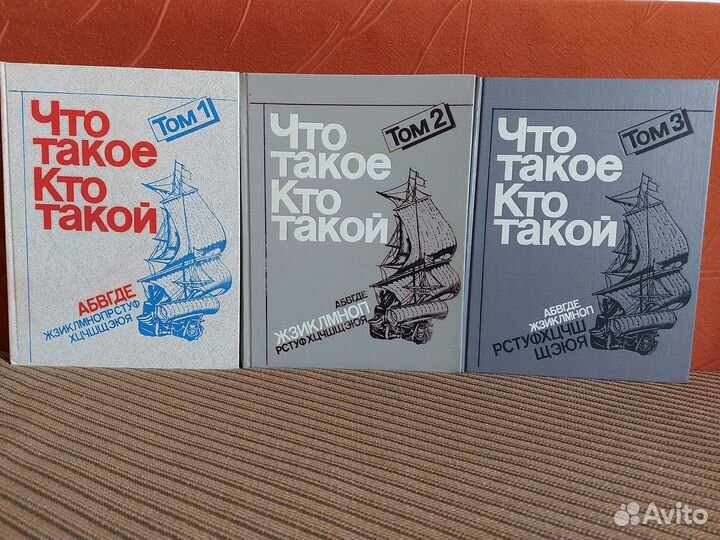 Что
такое
Кто
такой
Том 1
АБВГДЕ
ЖЗИКЛМНОПРСТУФ
ХЦЧШЩЭЮЯ
Что
такое
Кто
такой
Том 2
АБВГДЕ
ЖЗИКЛМНОП
РСТУФХЦЧШЩЭЮЯ
Что
такое
Кто
такой
Том 3
АБВГДЕ
ЖЗИКЛМНОП
РСТУФХЦЧШ
ЩЭЮЯ
Avito